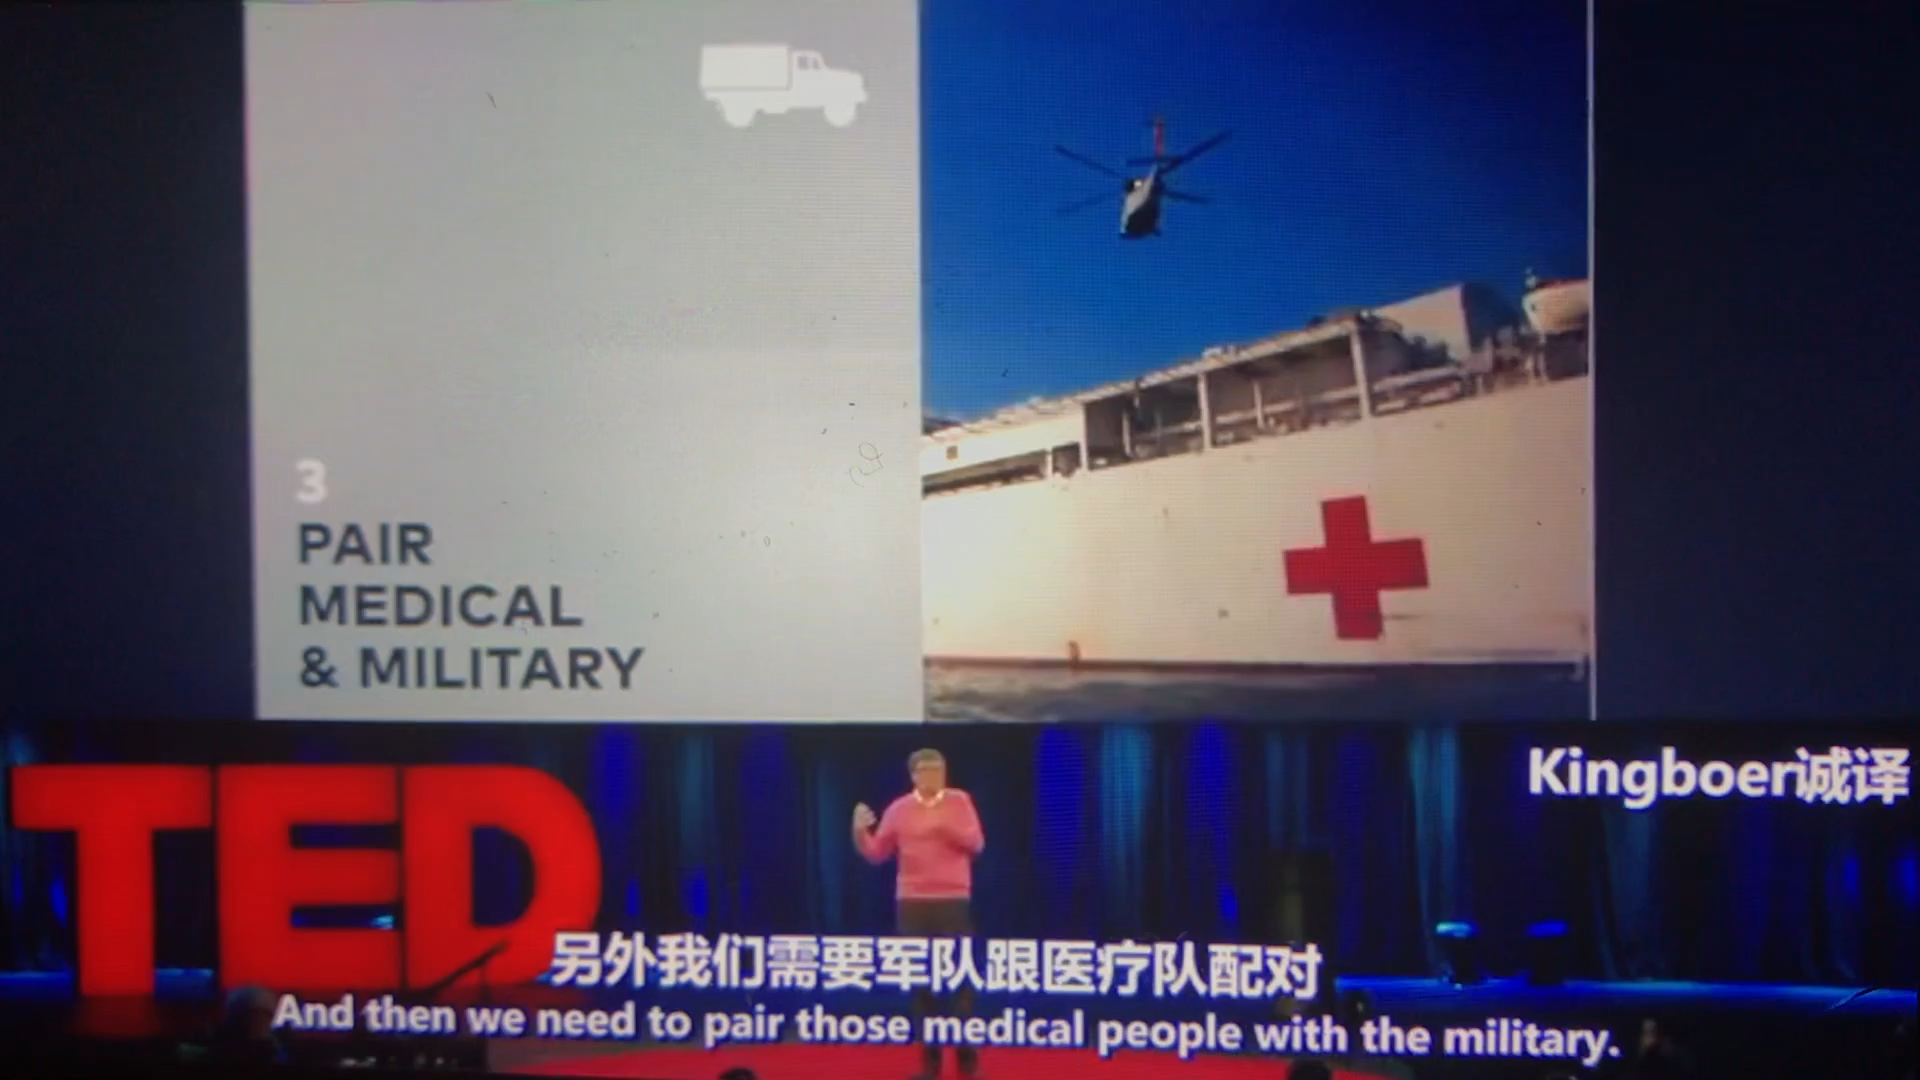 3
PAIR
MEDICAL
& MILITARY
TED
Kingboer诚译
另外我们需要军队跟医疗队配对
And then we need to pair those medical people with the military.